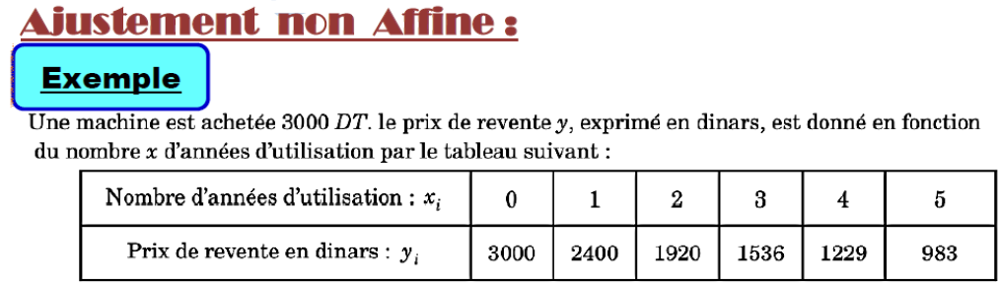 Ajustement non Affine :
Exemple
Une machine est achetée 3000 DT. le prix de revente y, exprimé en dinars, est donné en fonction
du nombre x d'années d'utilisation par le tableau suivant :
Nombre d'années d'utilisation : xᵢ 0 1 2 3 4 5
Prix de revente en dinars : yᵢ 3000 2400 1920 1536 1229 983